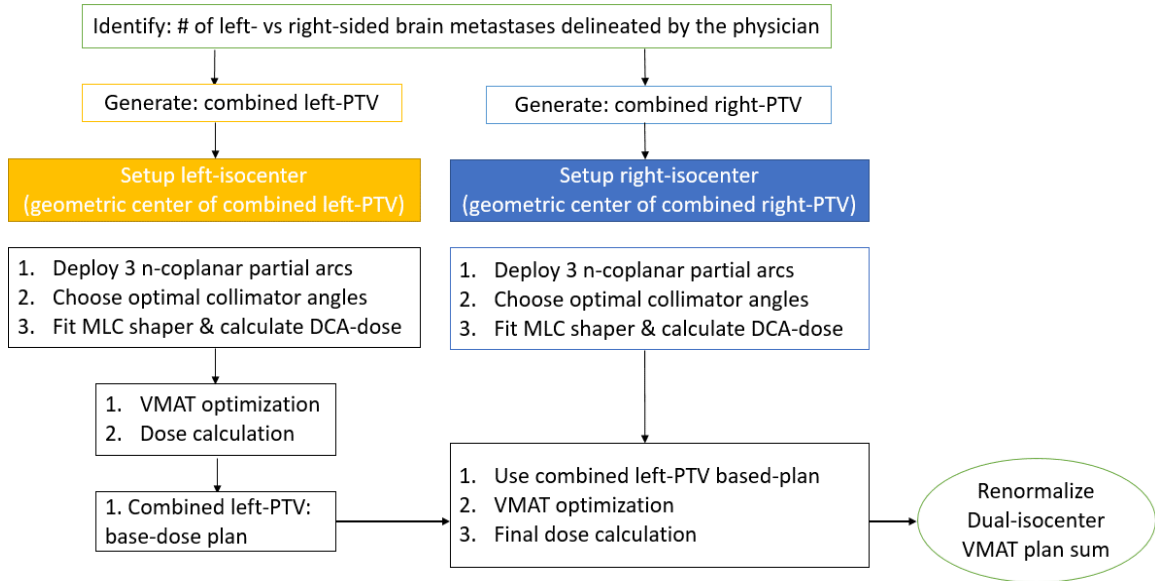 Identify: # of left- vs right-sided brain metastases delineated by the physician
Generate: combined left-PTV
Generate: combined right-PTV
Setup left-isocenter
(geometric center of combined left-PTV)
Setup right-isocenter
(geometric center of combined right-PTV)
1. Deploy 3 n-coplanar partial arcs
2. Choose optimal collimator angles
3. Fit MLC shaper & calculate DCA-dose
1. Deploy 3 n-coplanar partial arcs
2. Choose optimal collimator angles
3. Fit MLC shaper & calculate DCA-dose
1. VMAT optimization
2. Dose calculation
1. Combined left-PTV:
base-dose plan
1. Use combined left-PTV based-plan
2. VMAT optimization
3. Final dose calculation
Renormalize
Dual-isocenter
VMAT plan sum